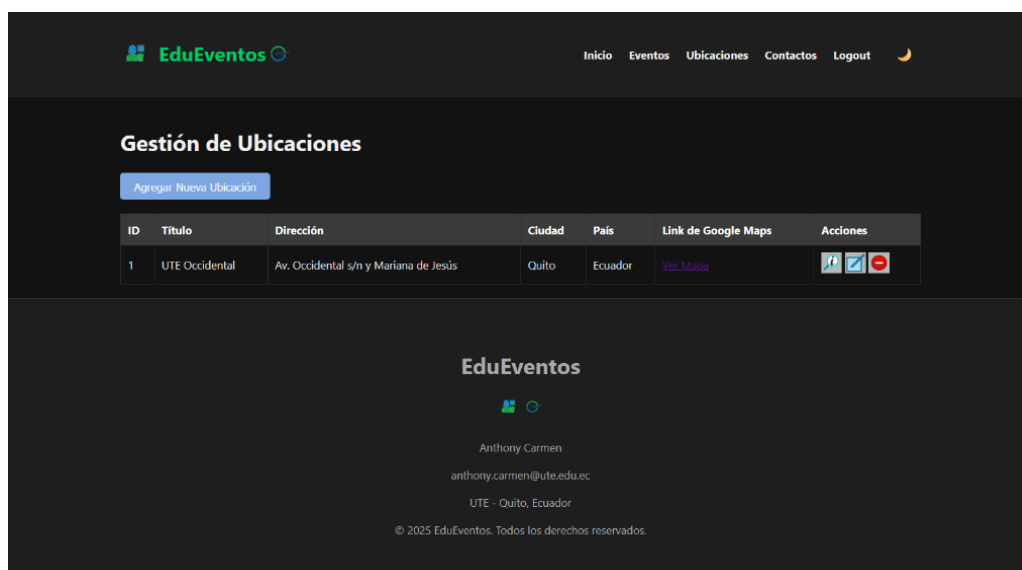 EduEventos
Inicio Eventos Ubicaciones Contactos Logout
Gestión de Ubicaciones
Agregar Nueva Ubicación
ID Título Dirección Ciudad País Link de Google Maps Acciones
1 UTE Occidental Av. Occidental s/n y Mariana de Jesús Quito Ecuador Ver Mapa
EduEventos
Anthony Carmen
anthony.carmen@ute.edu.ec
UTE - Quito, Ecuador
© 2025 EduEventos. Todos los derechos reservados.